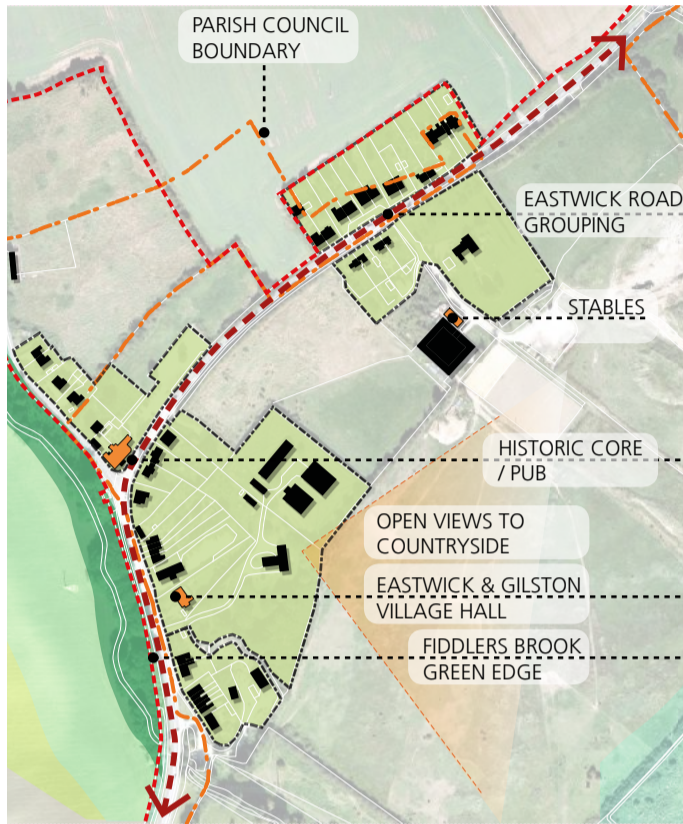 PARISH COUNCIL
BOUNDARY
EASTWICK ROAD
GROUPING
STABLES
HISTORIC CORE
/ PUB
OPEN VIEWS TO
COUNTRYSIDE
EASTWICK & GILSTON
VILLAGE HALL
FIDDLERS BROOK
GREEN EDGE